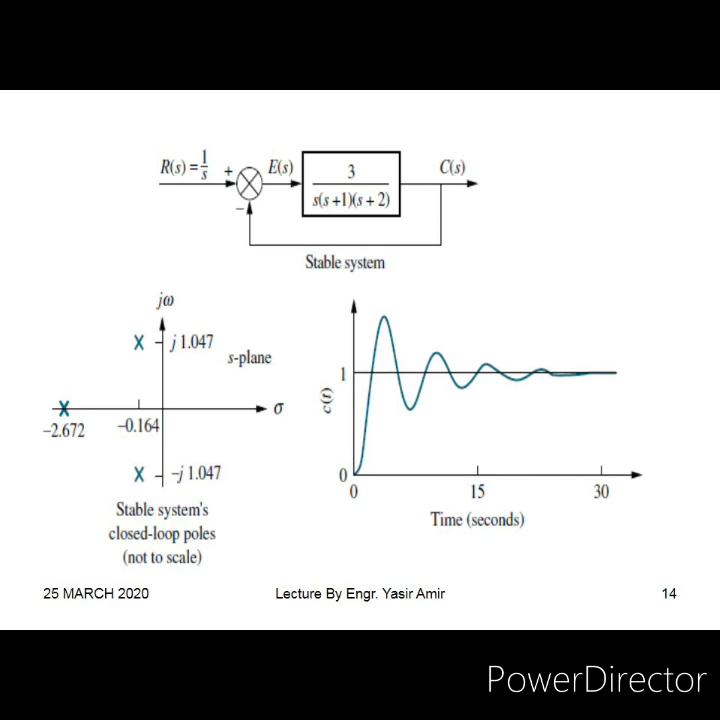 R(s) = 1/s
+
E(s)
3
s(s +1)(s + 2)
C(s)
−
Stable system
jω
j 1.047
s-plane
σ
−2.672
−0.164
−j 1.047
Stable system's
closed-loop poles
(not to scale)
1
c(t)
0
0
15
30
Time (seconds)
25 MARCH 2020
Lecture By Engr. Yasir Amir
14
PowerDirector